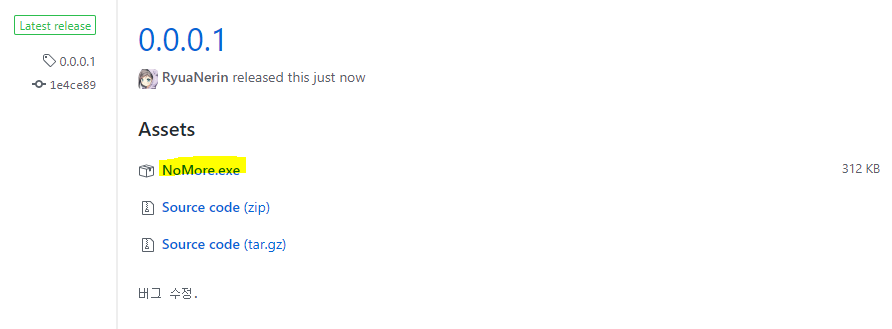 Latest release
0.0.0.1
1e4ce89
0.0.0.1
RyuaNerin released this just now
Assets
NoMore.exe 312 KB
Source code (zip)
Source code (tar.gz)
버그 수정.